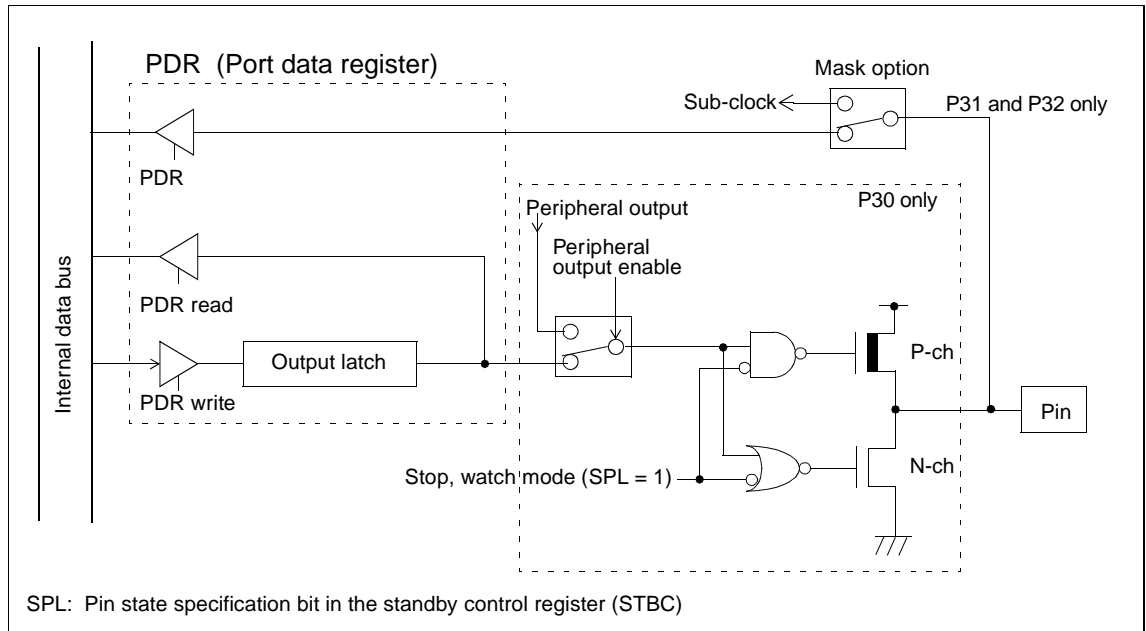 PDR (Port data register)
Mask option
Sub-clock
P31 and P32 only
PDR
P30 only
Peripheral output
Peripheral
output enable
PDR read
Internal data bus
Output latch
P-ch
PDR write
Pin
Stop, watch mode (SPL = 1)
N-ch
SPL: Pin state specification bit in the standby control register (STBC)